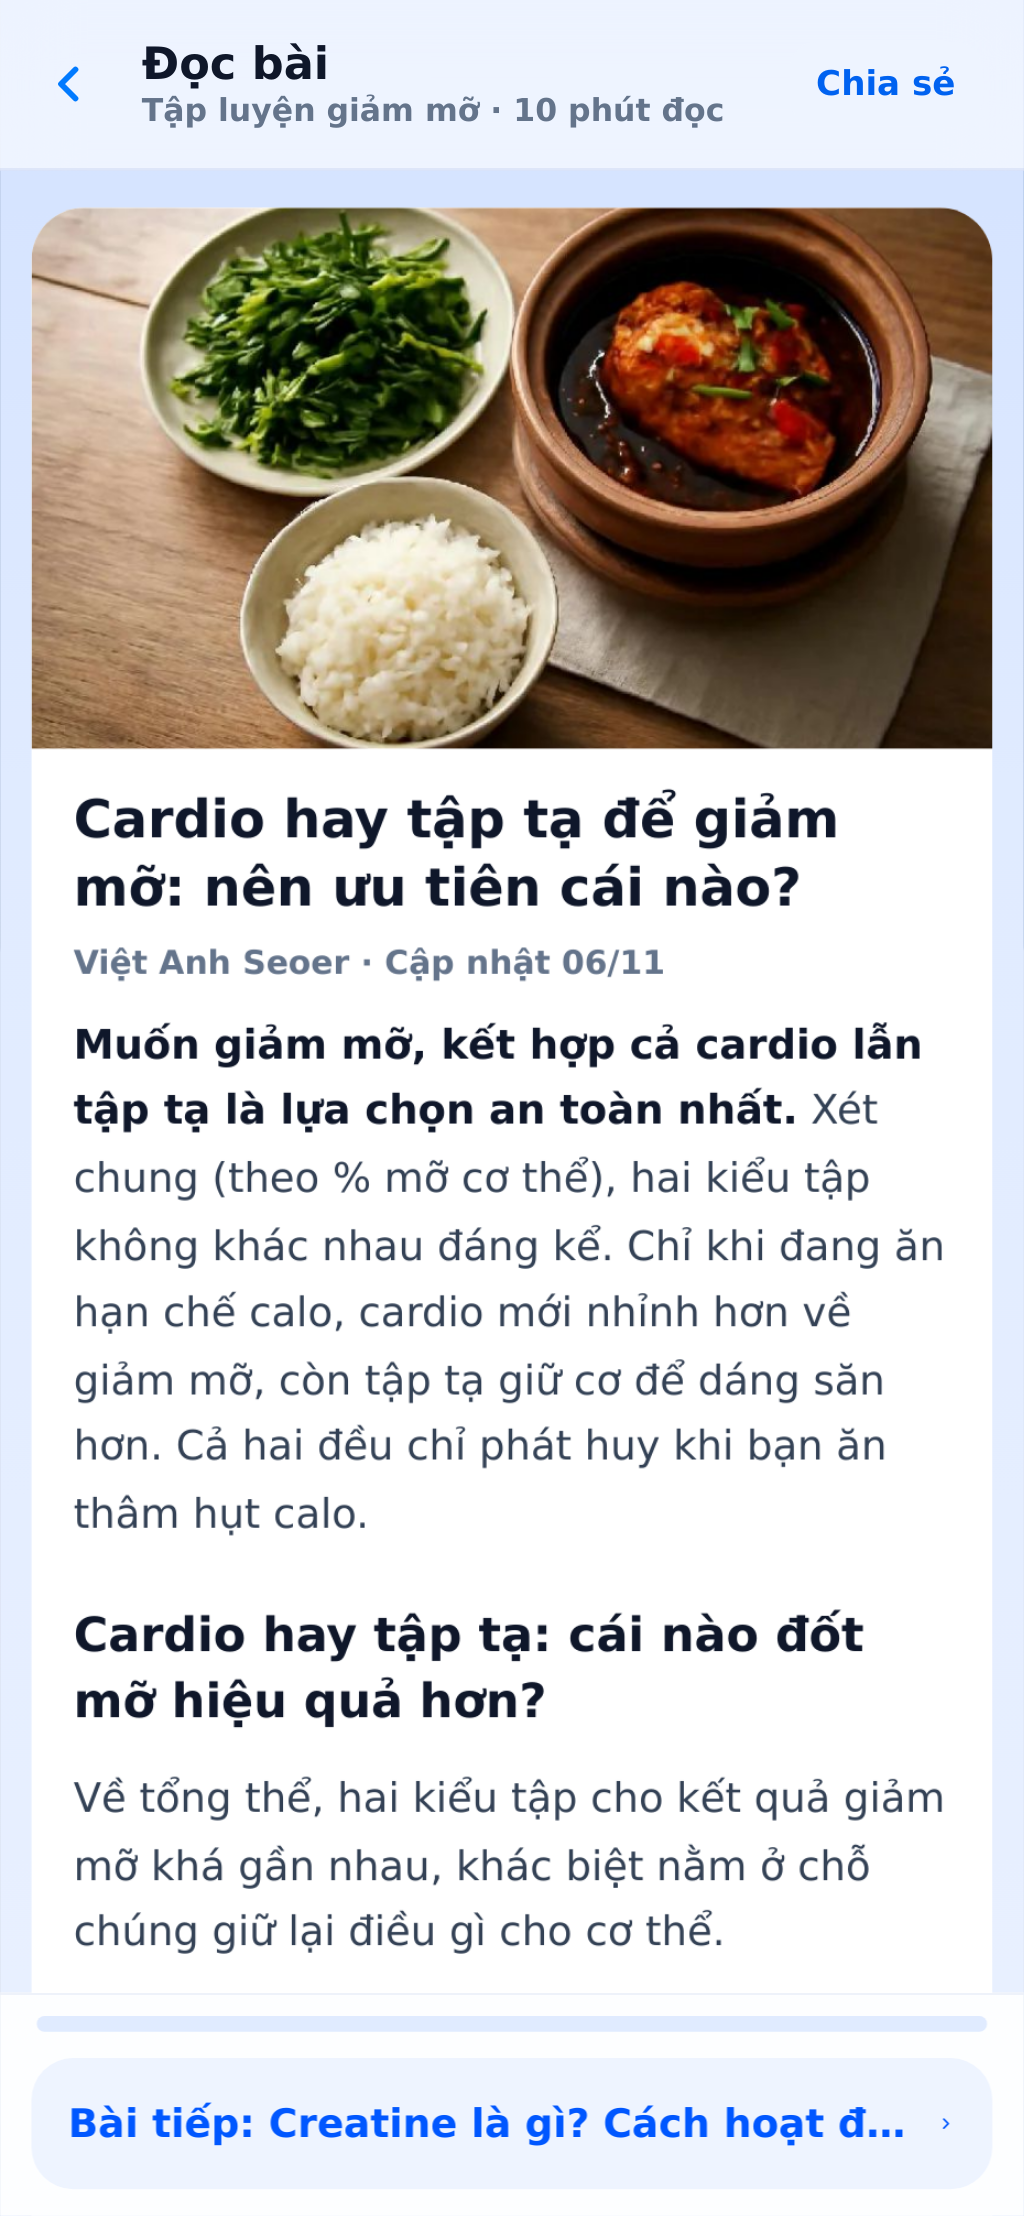 Đọc bài
Tập luyện giảm mỡ · 10 phút đọc
Chia sẻ
Cardio hay tập tạ để giảm
mỡ: nên ưu tiên cái nào?
Việt Anh Seoer · Cập nhật 06/11
Muốn giảm mỡ, kết hợp cả cardio lẫn
tập tạ là lựa chọn an toàn nhất. Xét
chung (theo % mỡ cơ thể), hai kiểu tập
không khác nhau đáng kể. Chỉ khi đang ăn
hạn chế calo, cardio mới nhỉnh hơn về
giảm mỡ, còn tập tạ giữ cơ để dáng săn
hơn. Cả hai đều chỉ phát huy khi bạn ăn
thâm hụt calo.
Cardio hay tập tạ: cái nào đốt
mỡ hiệu quả hơn?
Về tổng thể, hai kiểu tập cho kết quả giảm
mỡ khá gần nhau, khác biệt nằm ở chỗ
chúng giữ lại điều gì cho cơ thể.
Bài tiếp: Creatine là gì? Cách hoạt đ... ›